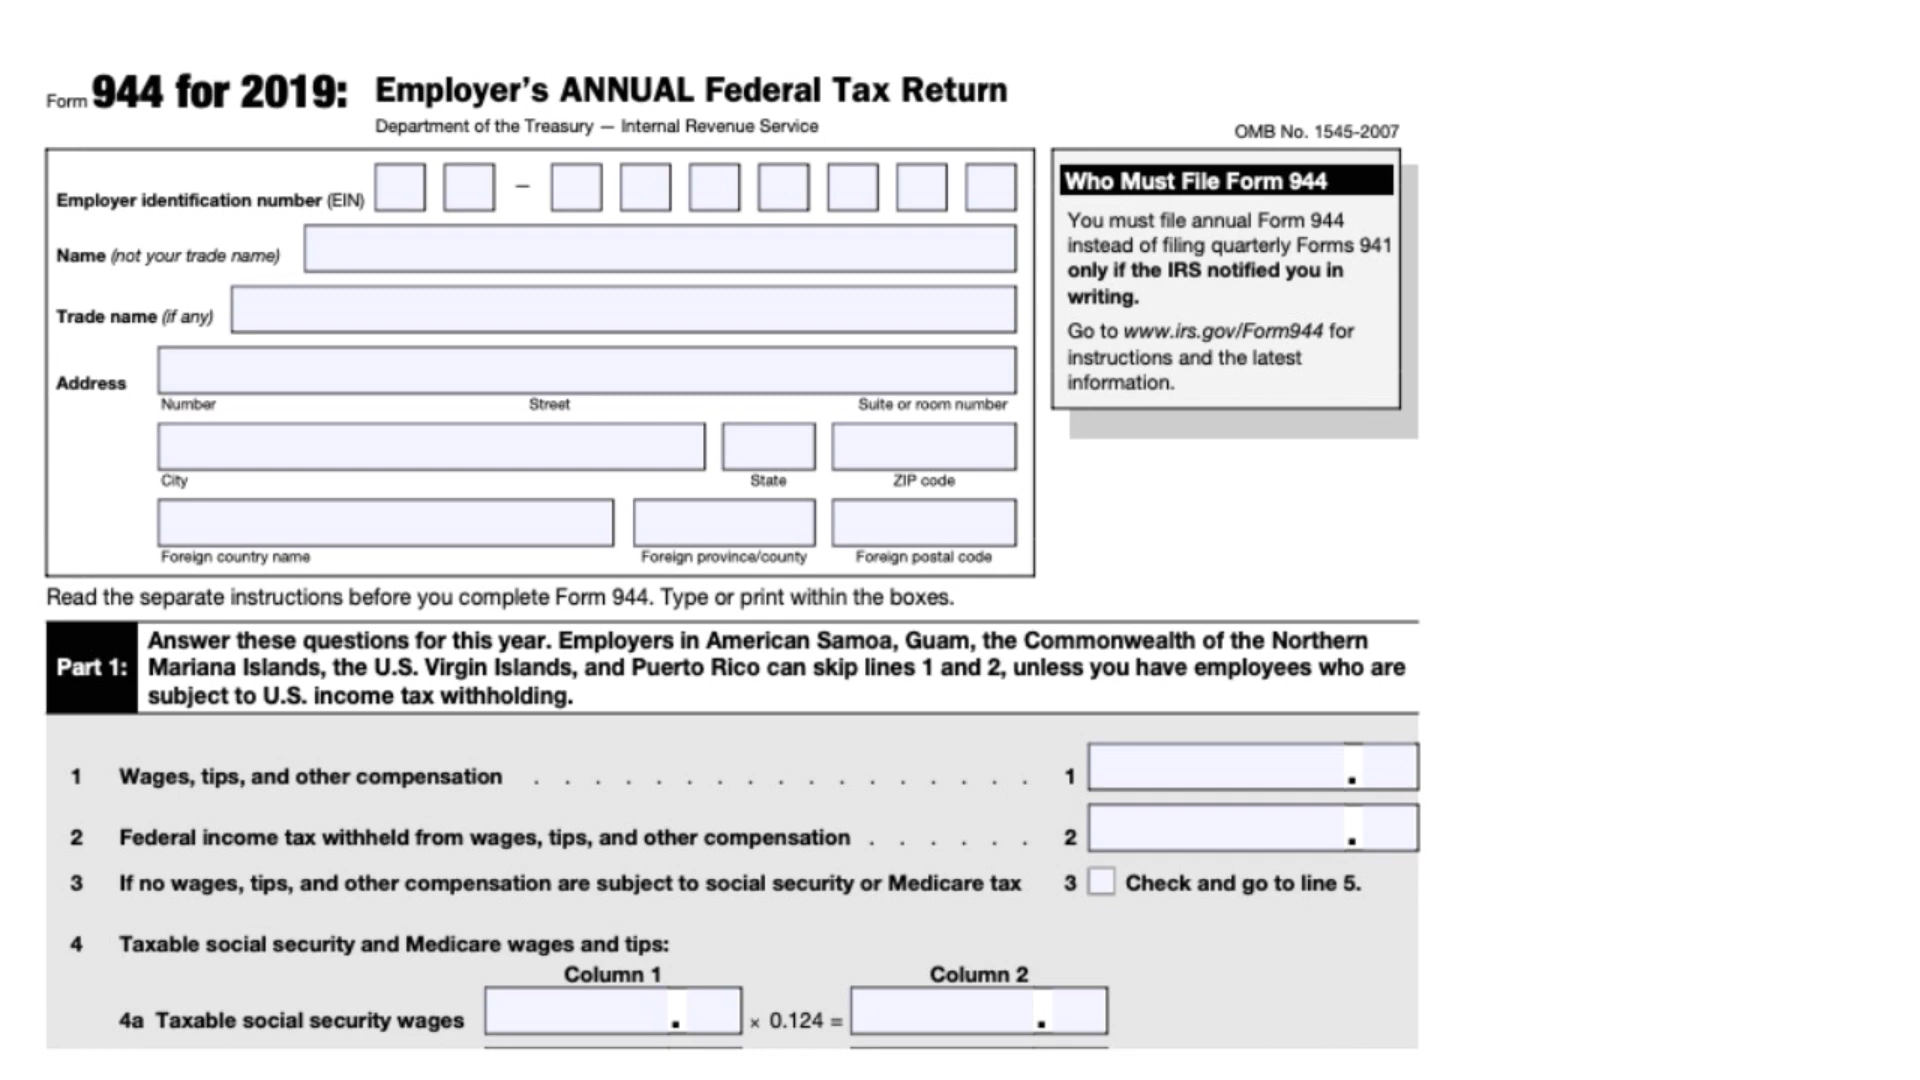 Form 944 for 2019: Employer's ANNUAL Federal Tax Return
Department of the Treasury — Internal Revenue Service
OMB No. 1545-2007
Employer identification number (EIN) –
Name (not your trade name)
Trade name (if any)
Address
Number Street Suite or room number
City State ZIP code
Foreign country name Foreign province/county Foreign postal code
Who Must File Form 944
You must file annual Form 944
instead of filing quarterly Forms 941
only if the IRS notified you in
writing.
Go to www.irs.gov/Form944 for
instructions and the latest
information.
Read the separate instructions before you complete Form 944. Type or print within the boxes.
Part 1:
Answer these questions for this year. Employers in American Samoa, Guam, the Commonwealth of the Northern
Mariana Islands, the U.S. Virgin Islands, and Puerto Rico can skip lines 1 and 2, unless you have employees who are
subject to U.S. income tax withholding.
1 Wages, tips, and other compensation . . . . . . . . . . . . . . . . . 1 .
2 Federal income tax withheld from wages, tips, and other compensation . . . . . . 2 .
3 If no wages, tips, and other compensation are subject to social security or Medicare tax 3 Check and go to line 5.
4 Taxable social security and Medicare wages and tips:
Column 1 Column 2
4a Taxable social security wages . × 0.124 = .